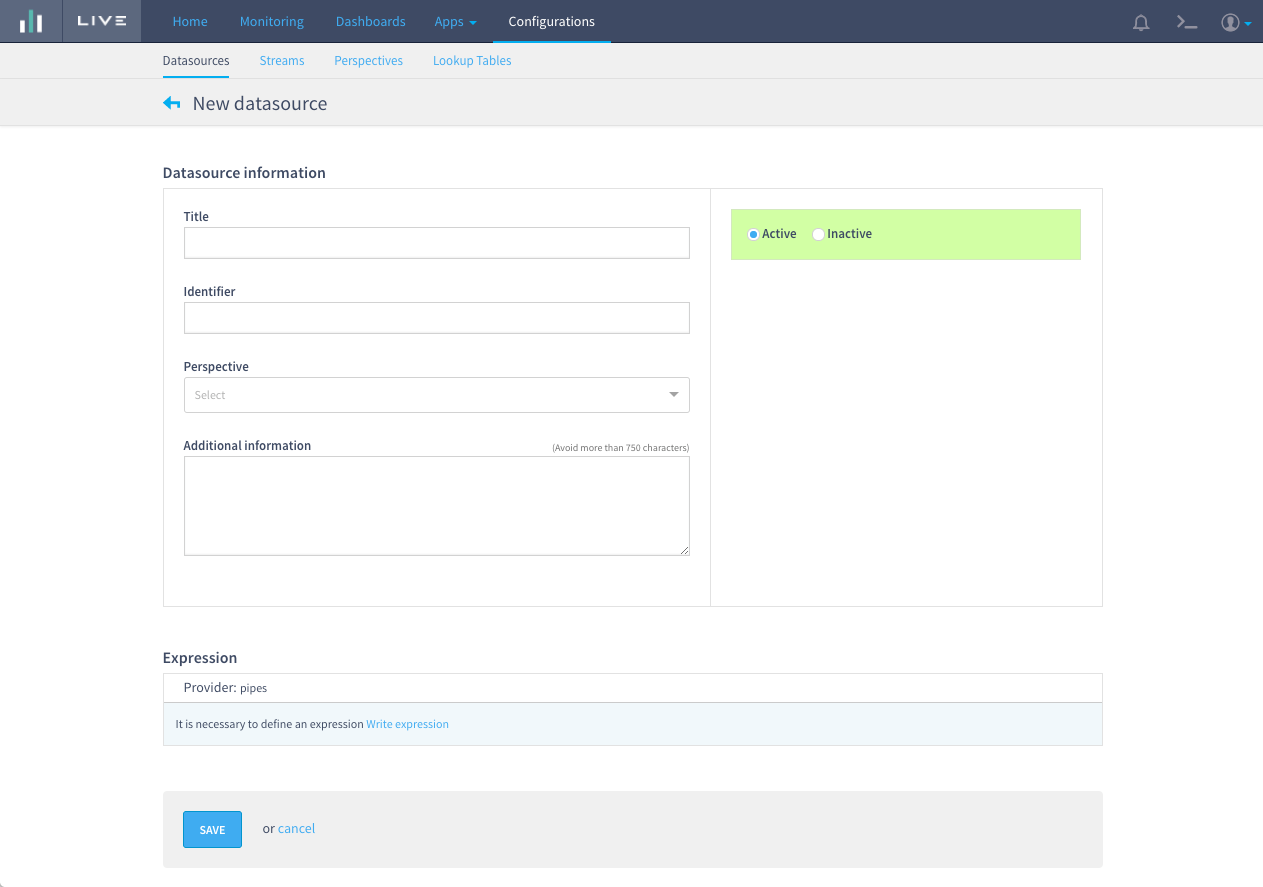 LIVE Home Monitoring Dashboards Apps Configurations
Datasources Streams Perspectives Lookup Tables
New datasource
Datasource information
Title
Active Inactive
Identifier
Perspective
Select
Additional information (Avoid more than 750 characters)
Expression
Provider: pipes
It is necessary to define an expression Write expression
SAVE or cancel